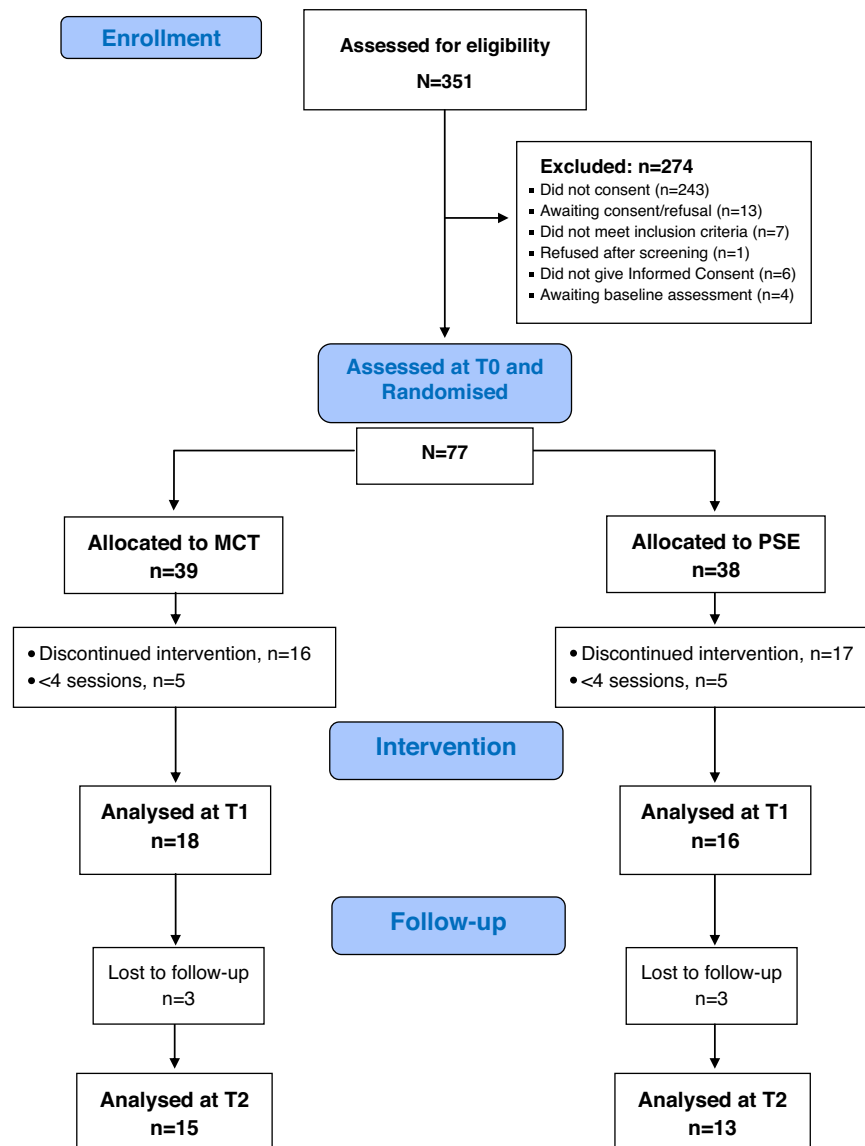 Enrollment
Assessed for eligibility
N=351
Excluded: n=274
▪ Did not consent (n=243)
▪ Awaiting consent/refusal (n=13)
▪ Did not meet inclusion criteria (n=7)
▪ Refused after screening (n=1)
▪ Did not give Informed Consent (n=6)
▪ Awaiting baseline assessment (n=4)
Assessed at T0 and
Randomised
N=77
Allocated to MCT
n=39
Allocated to PSE
n=38
• Discontinued intervention, n=16
• <4 sessions, n=5
• Discontinued intervention, n=17
• <4 sessions, n=5
Intervention
Analysed at T1
n=18
Analysed at T1
n=16
Follow-up
Lost to follow-up
n=3
Lost to follow-up
n=3
Analysed at T2
n=15
Analysed at T2
n=13